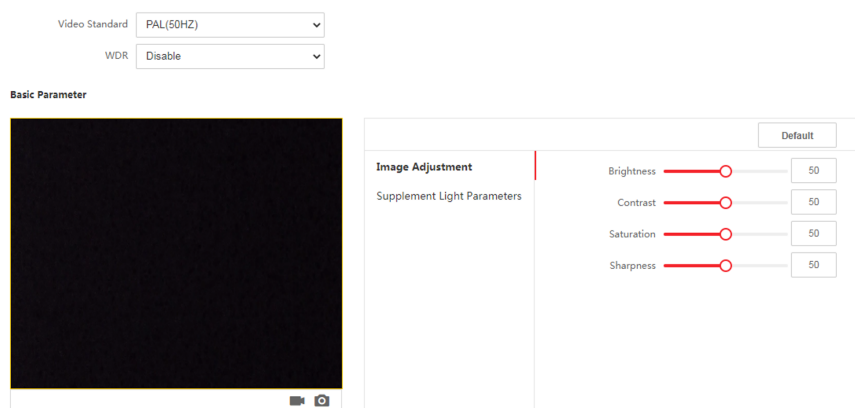 Video Standard PAL(50HZ)
WDR Disable
Basic Parameter
Default
Image Adjustment
Supplement Light Parameters
Brightness 50
Contrast 50
Saturation 50
Sharpness 50